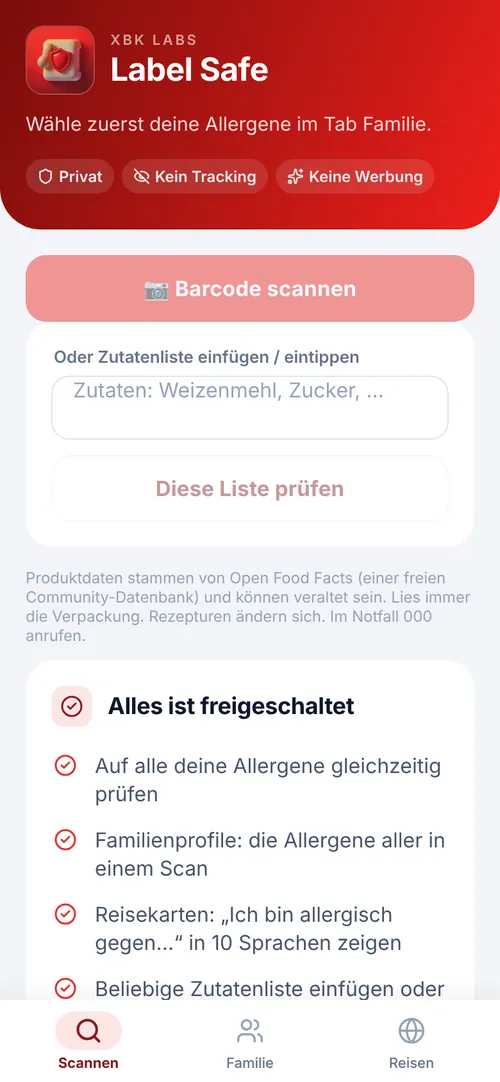 XBK LABS
Label Safe
Wähle zuerst deine Allergene im Tab Familie.
Privat
Kein Tracking
Keine Werbung
Barcode scannen
Oder Zutatenliste einfügen / eintippen
Zutaten: Weizenmehl, Zucker, ...
Diese Liste prüfen
Produktdaten stammen von Open Food Facts (einer freien
Community-Datenbank) und können veraltet sein. Lies immer
die Verpackung. Rezepturen ändern sich. Im Notfall 000
anrufen.
Alles ist freigeschaltet
Auf alle deine Allergene gleichzeitig
prüfen
Familienprofile: die Allergene aller in
einem Scan
Reisekarten: „Ich bin allergisch
gegen...“ in 10 Sprachen zeigen
Beliebige Zutatenliste einfügen oder
Scannen
Familie
Reisen